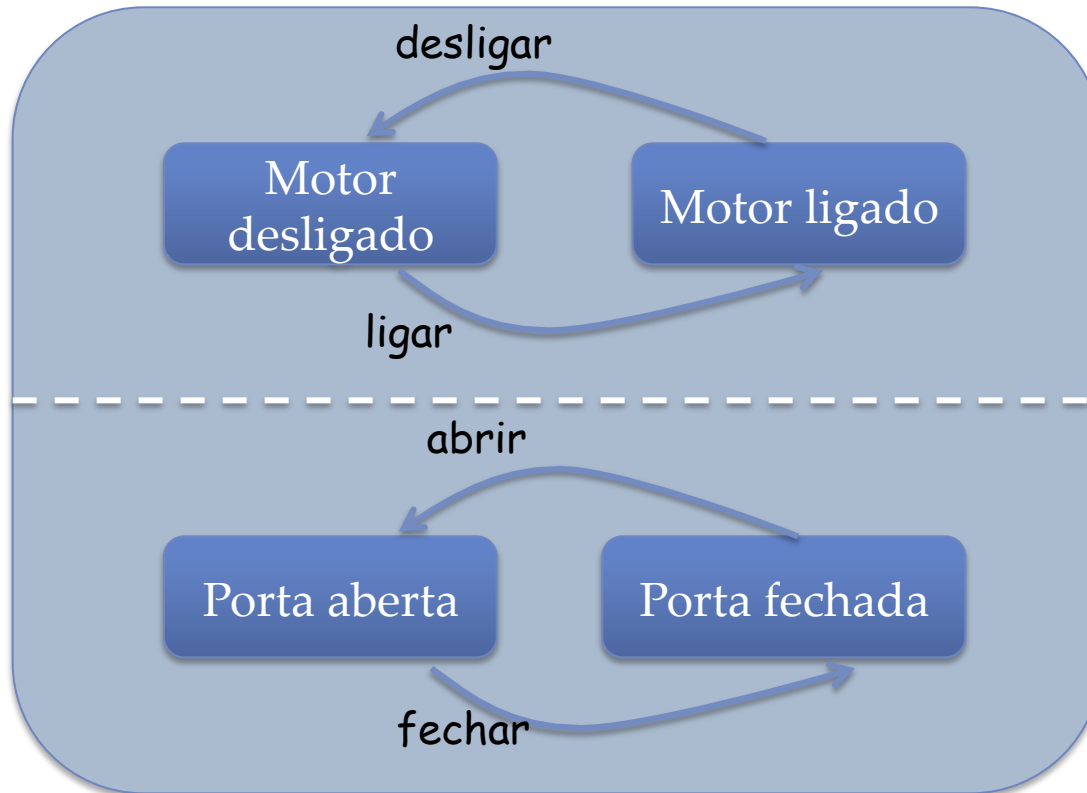 desligar
Motor
desligado
Motor ligado
ligar
abrir
Porta aberta
Porta fechada
fechar